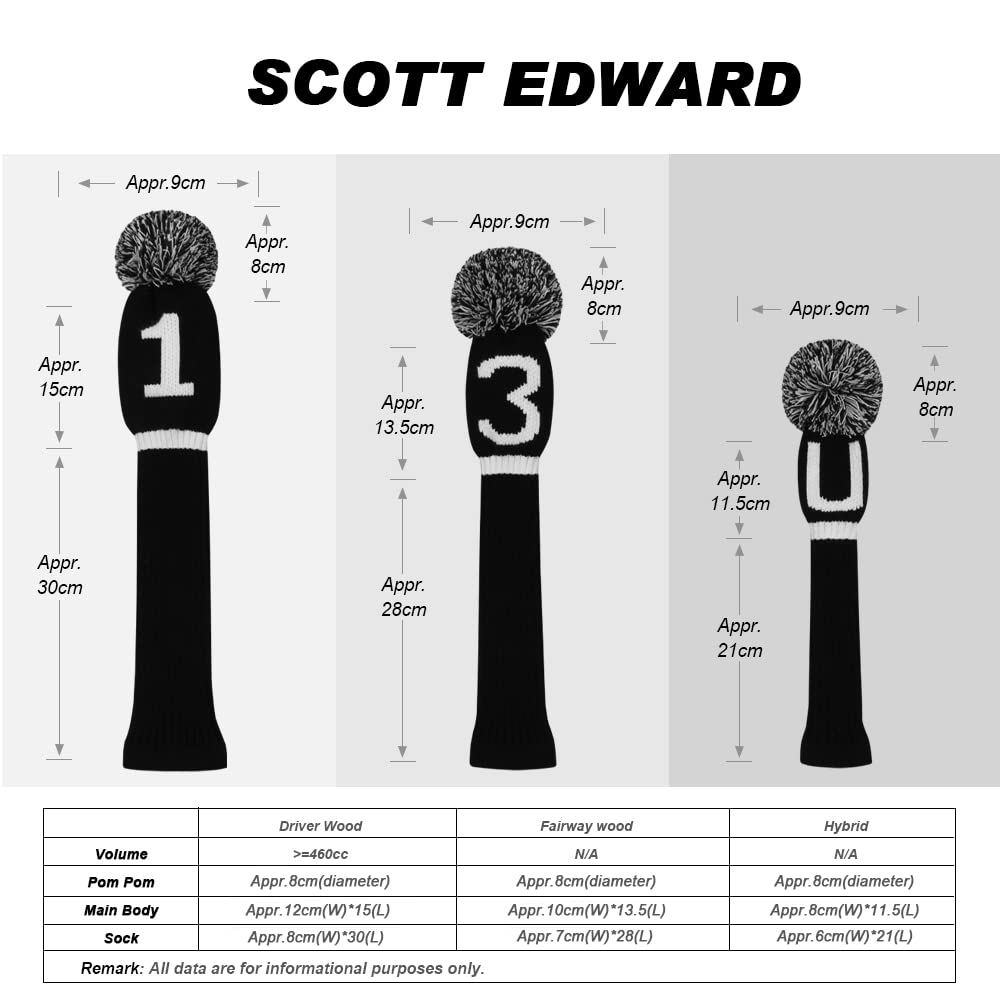 SCOTT EDWARD
Appr.9cm
Appr.
8cm
1
Appr.
15cm
Appr.
30cm
Appr.9cm
Appr.
8cm
3
Appr.
13.5cm
Appr.
28cm
Appr.9cm
Appr.
8cm
U
Appr.
11.5cm
Appr.
21cm
Driver Wood Fairway wood Hybrid
Volume >=460cc N/A N/A
Pom Pom Appr.8cm(diameter) Appr.8cm(diameter) Appr.8cm(diameter)
Main Body Appr.12cm(W)*15(L) Appr.10cm(W)*13.5(L) Appr.8cm(W)*11.5(L)
Sock Appr.8cm(W)*30(L) Appr.7cm(W)*28(L) Appr.6cm(W)*21(L)
Remark: All data are for informational purposes only.